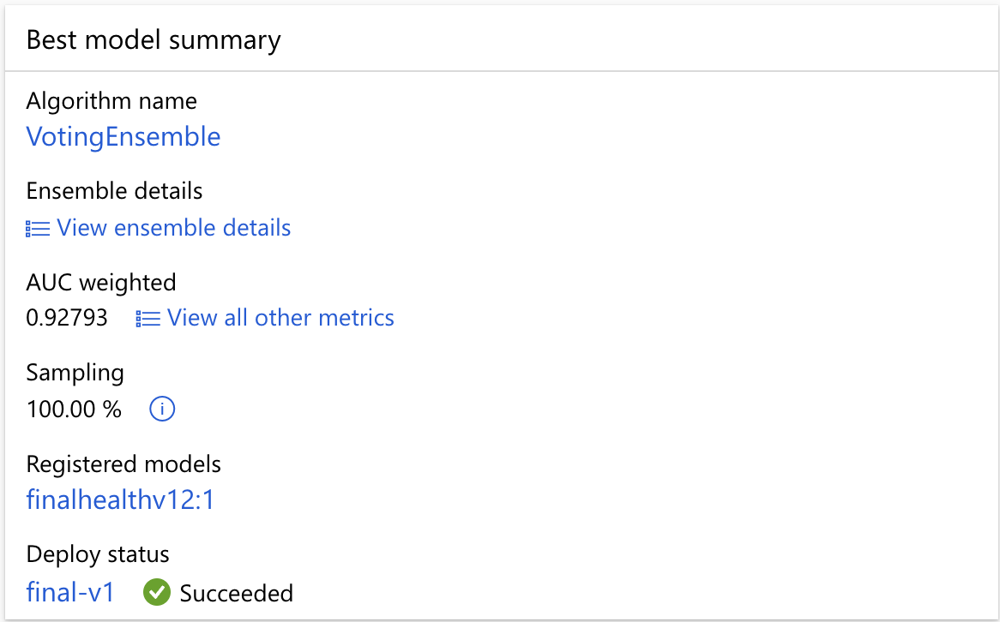 Best model summary
Algorithm name
VotingEnsemble
Ensemble details
View ensemble details
AUC weighted
0.92793 View all other metrics
Sampling
100.00 % i
Registered models
finalhealthv12:1
Deploy status
final-v1 Succeeded